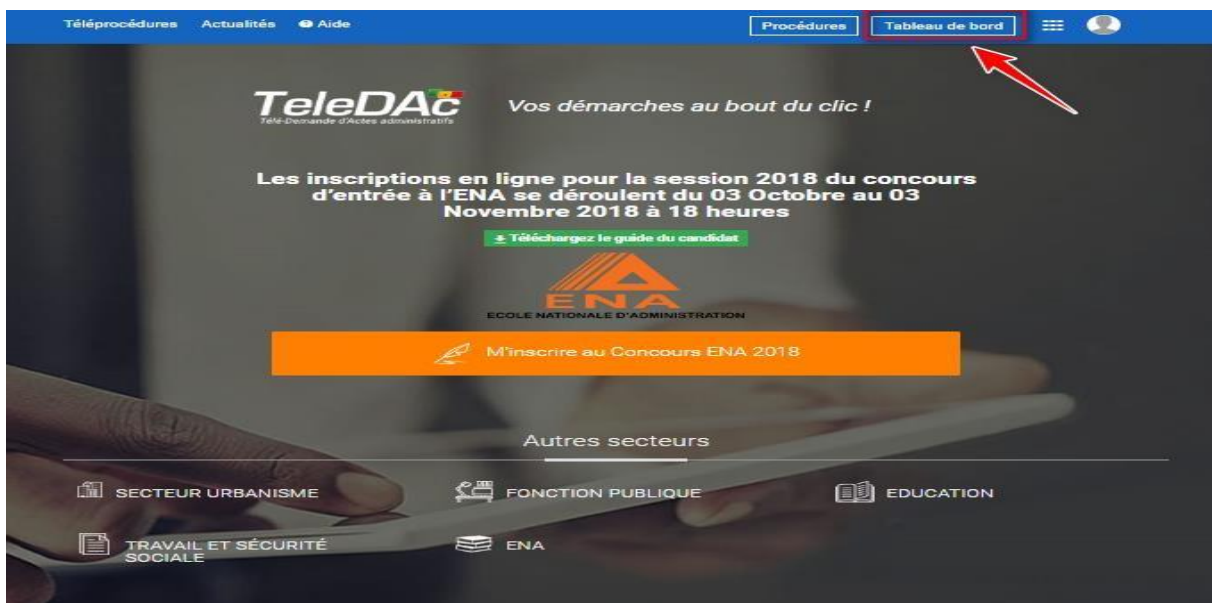 Téléprocédures Actualités Aide Procédures Tableau de bord
TeleDAc
Télé-Demande d'Actes administratifs
Vos démarches au bout du clic !
Les inscriptions en ligne pour la session 2018 du concours
d'entrée à l'ENA se déroulent du 03 Octobre au 03
Novembre 2018 à 18 heures
Téléchargez le guide du candidat
ENA
ECOLE NATIONALE D'ADMINISTRATION
M'inscrire au Concours ENA 2018
Autres secteurs
SECTEUR URBANISME FONCTION PUBLIQUE EDUCATION
TRAVAIL ET SÉCURITÉ
SOCIALE
ENA